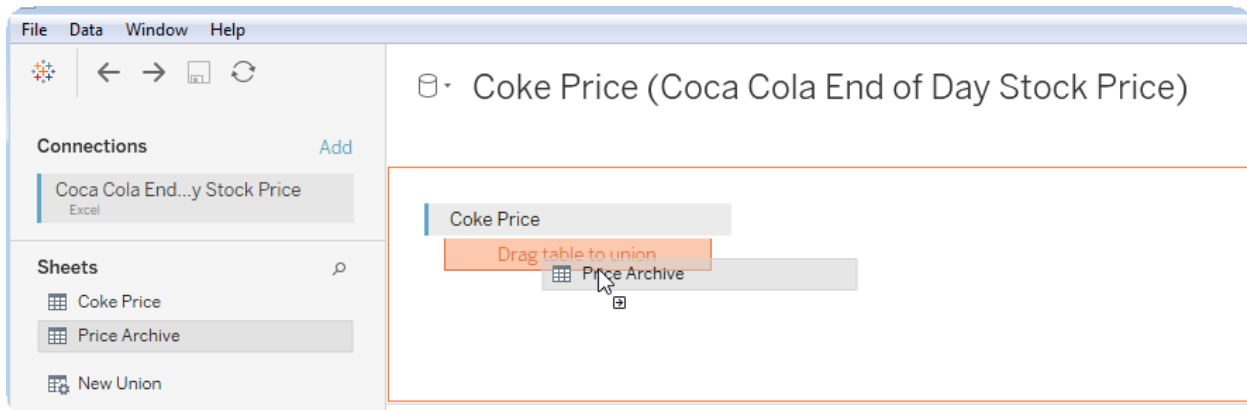 File Data Window Help
Coke Price (Coca Cola End of Day Stock Price)
Connections Add
Coca Cola End...y Stock Price
Excel
Sheets
Coke Price
Price Archive
New Union
Coke Price
Drag table to union
Price Archive